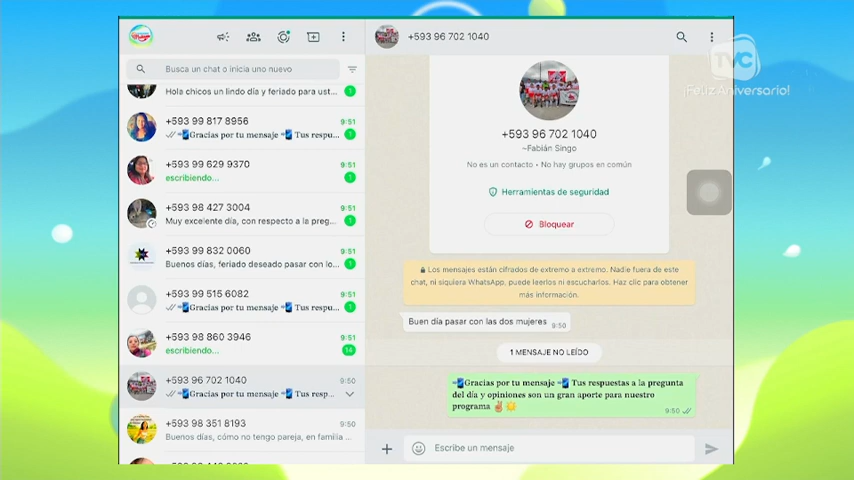 TVC
¡Feliz Aniversario!
Busca un chat o inicia uno nuevo
Hola chicos un lindo día y feriado para ust...
1
+593 99 817 8956
9:51
Gracias por tu mensaje Tus respu...
1
+593 99 629 9370
9:51
escribiendo...
1
+593 98 427 3004
9:51
Muy excelente día, con respecto a la preg...
1
+593 99 832 0060
9:51
Buenos días, feriado deseado pasar con lo...
1
+593 99 515 6082
9:51
Gracias por tu mensaje Tus respu...
1
+593 98 860 3946
9:51
escribiendo...
14
+593 96 702 1040
9:50
Gracias por tu mensaje Tus resp...
+593 98 351 8193
9:50
Buenos días, cómo no tengo pareja, en familia ...
+593 96 702 1040
+593 96 702 1040
~Fabián Singo
No es un contacto • No hay grupos en común
Herramientas de seguridad
Bloquear
Los mensajes están cifrados de extremo a extremo. Nadie fuera de este
chat, ni siquiera WhatsApp, puede leerlos ni escucharlos. Haz clic para obtener
más información.
Buen día pasar con las dos mujeres
9:50
1 MENSAJE NO LEÍDO
Gracias por tu mensaje Tus respuestas a la pregunta
del día y opiniones son un gran aporte para nuestro
programa
9:50
Escribe un mensaje